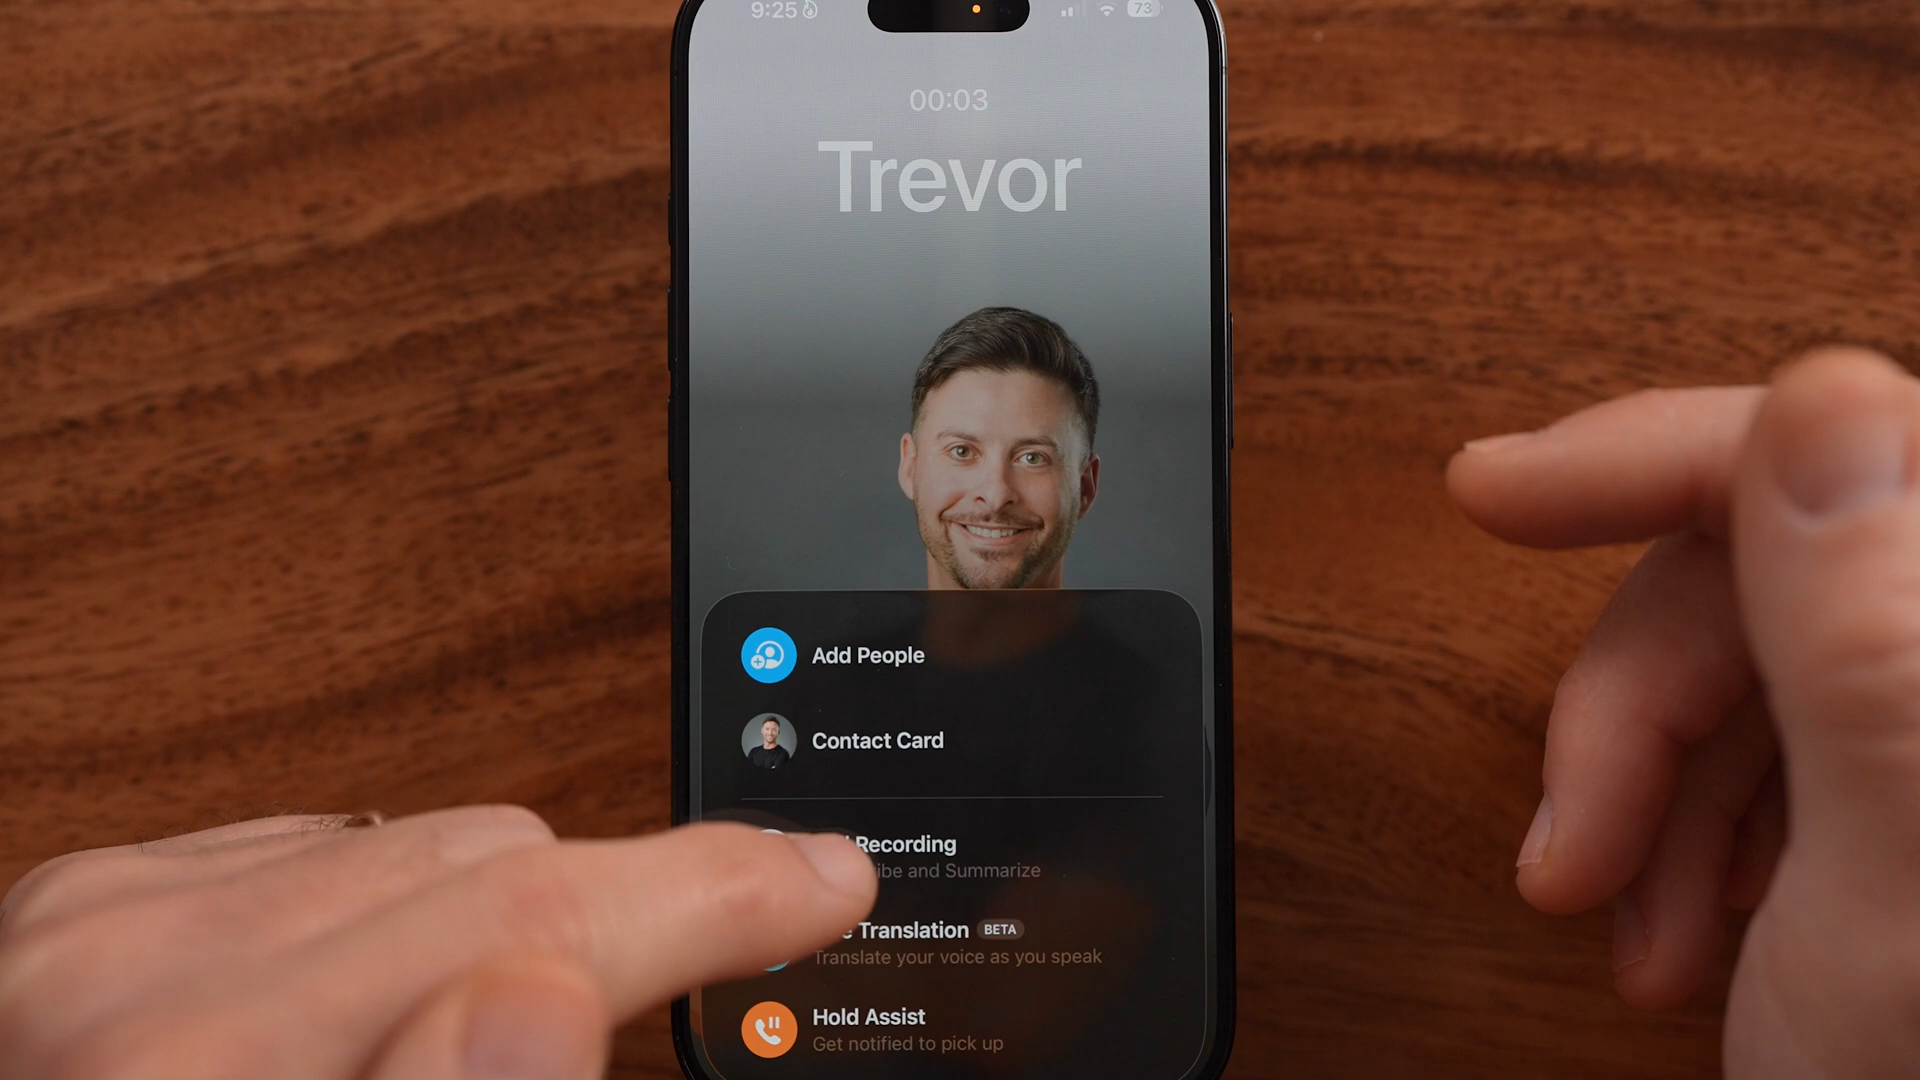 9:25
73
00:03
Trevor
Add People
Contact Card
Recording
and Summarize
Translation BETA
Translate your voice as you speak
Hold Assist
Get notified to pick up